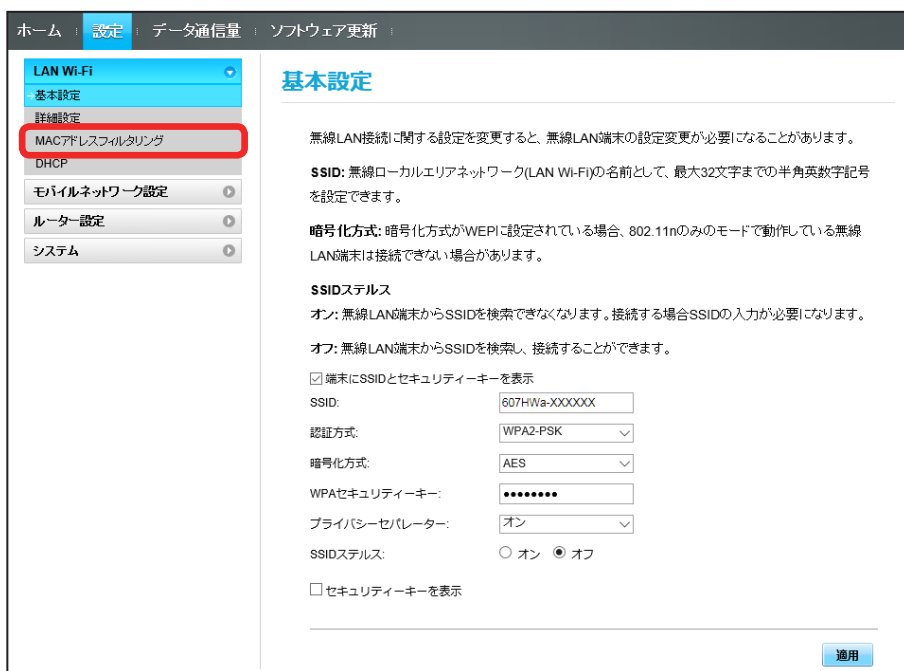 ホーム 設定 データ通信量 ソフトウェア更新
LAN Wi-Fi
基本設定
詳細設定
MACアドレスフィルタリング
DHCP
モバイルネットワーク設定
ルーター設定
システム
基本設定
無線LAN接続に関する設定を変更すると、無線LAN端末の設定変更が必要になることがあります。
SSID: 無線ローカルエリアネットワーク(LAN Wi-Fi)の名前として、最大32文字までの半角英数字記号
を設定できます。
暗号化方式: 暗号化方式がWEPに設定されている場合、802.11nのみのモードで動作している無線
LAN端末は接続できない場合があります。
SSIDステルス
オン: 無線LAN端末からSSIDを検索できなくなります。接続する場合SSIDの入力が必要になります。
オフ: 無線LAN端末からSSIDを検索し、接続することができます。
端末にSSIDとセキュリティーキーを表示
SSID: 607HWa-XXXXXX
認証方式: WPA2-PSK
暗号化方式: AES
WPAセキュリティーキー: ••••••••
プライバシーセパレーター: オン
SSIDステルス: オン オフ
セキュリティーキーを表示
適用